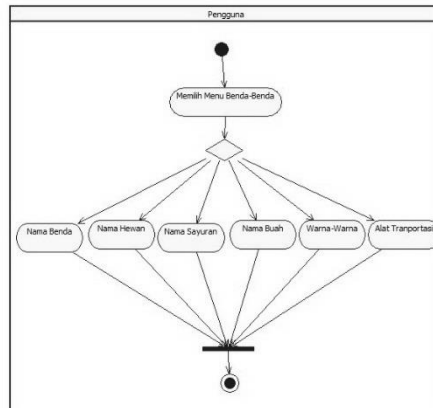 Pengguna
Memilih Menu Benda-Benda
Nama Benda
Nama Hewan
Nama Sayuran
Nama Buah
Warna-Warna
Alat Tranportasi